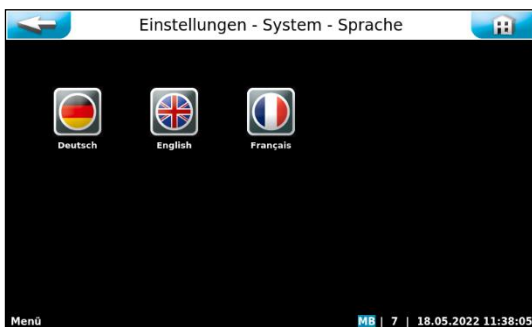 Einstellungen - System - Sprache
Deutsch English Français
Menü MB | 7 | 18.05.2022 11:38:05